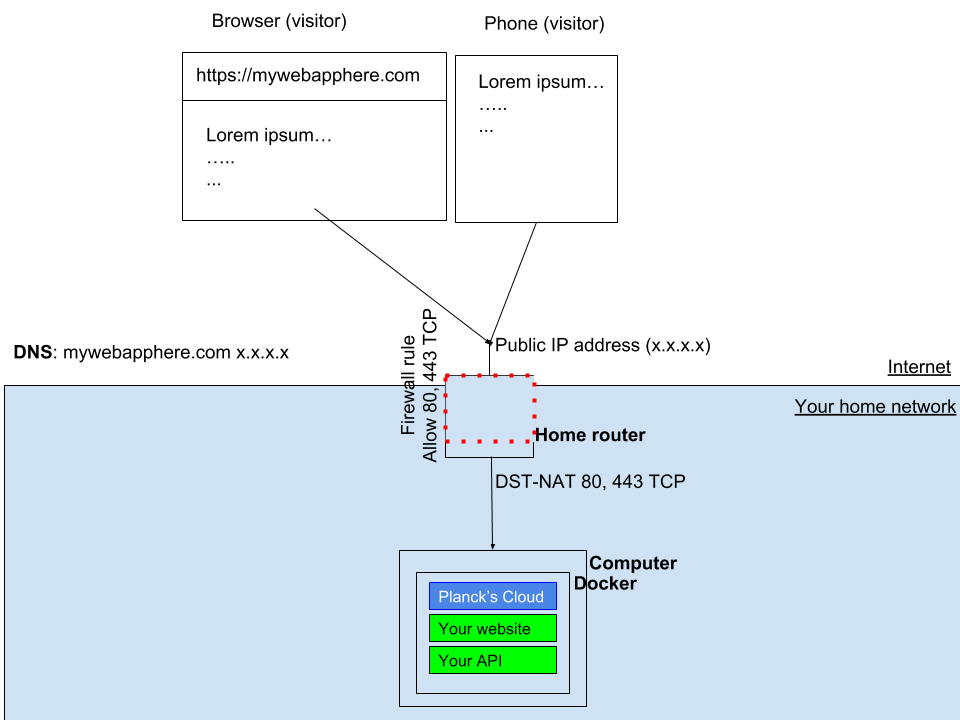 Browser (visitor)
Phone (visitor)
https://mywebapphere.com
Lorem ipsum…
…..
...
Lorem ipsum…
…..
...
DNS: mywebapphere.com x.x.x.x
Public IP address (x.x.x.x)
Firewall rule
Allow 80, 443 TCP
Internet
Your home network
Home router
DST-NAT 80, 443 TCP
Computer
Docker
Planck's Cloud
Your website
Your API